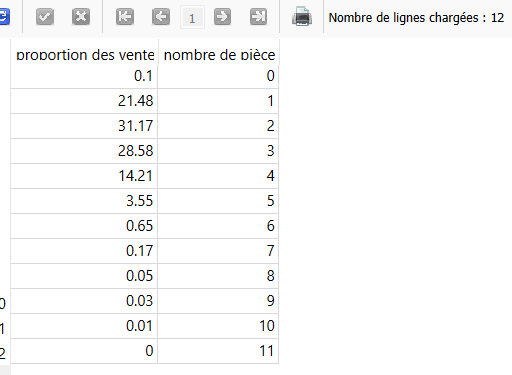 1 Nombre de lignes chargées : 12
proportion des vente nombre de pièce
0.1 0
21.48 1
31.17 2
28.58 3
14.21 4
3.55 5
0.65 6
0.17 7
0.05 8
0 0.03 9
1 0.01 10
2 0 11